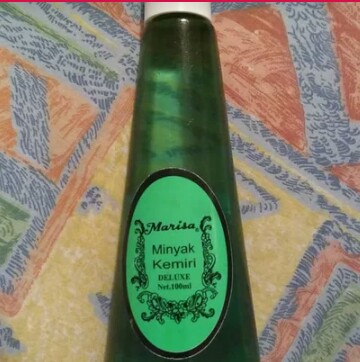 Marisa
Minyak
Kemiri
DELUXE
Net.100ml